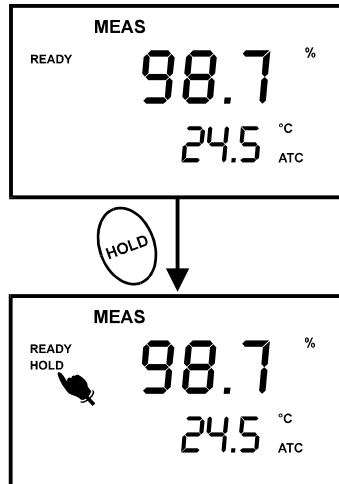 MEAS
READY 98.7 %
24.5 °C
ATC
HOLD
MEAS
READY
HOLD
98.7 %
24.5 °C
ATC